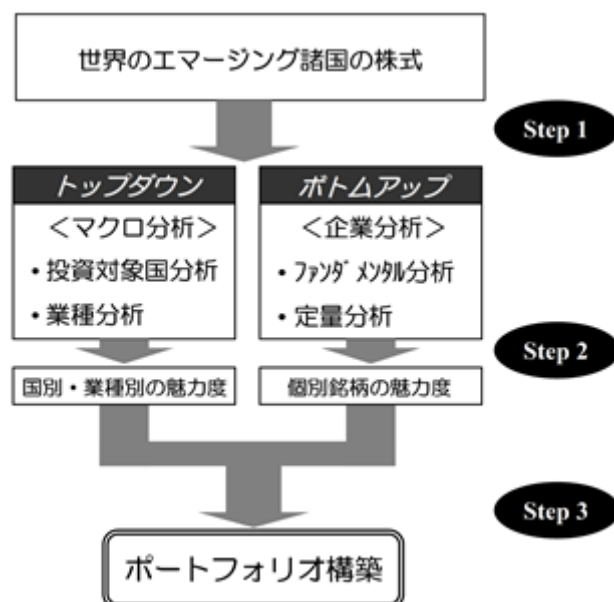 世界のエマージング諸国の株式
Step 1
トップダウン
<マクロ分析>
・投資対象国分析
・業種分析
ボトムアップ
<企業分析>
・ファンダメンタル分析
・定量分析
Step 2
国別・業種別の魅力度
個別銘柄の魅力度
Step 3
ポートフォリオ構築